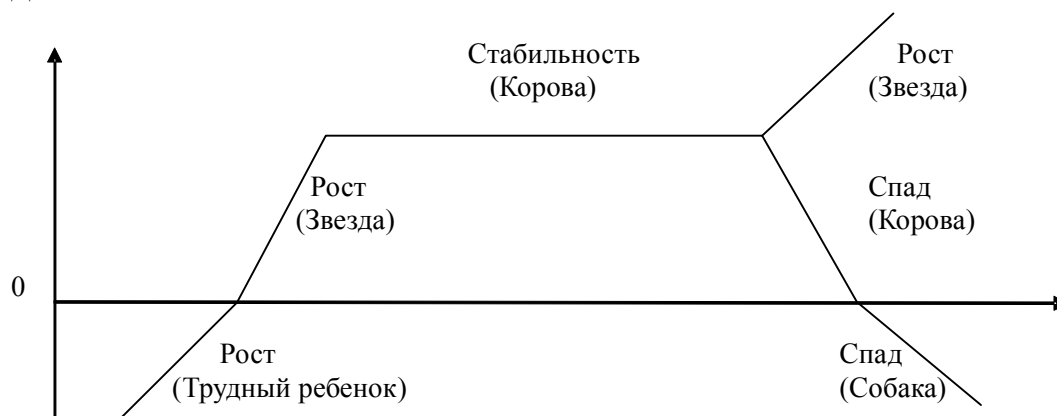 Стабильность
(Корова)
Рост
(Звезда)
Рост
(Звезда)
Спад
(Корова)
0
Рост
(Трудный ребенок)
Спад
(Собака)